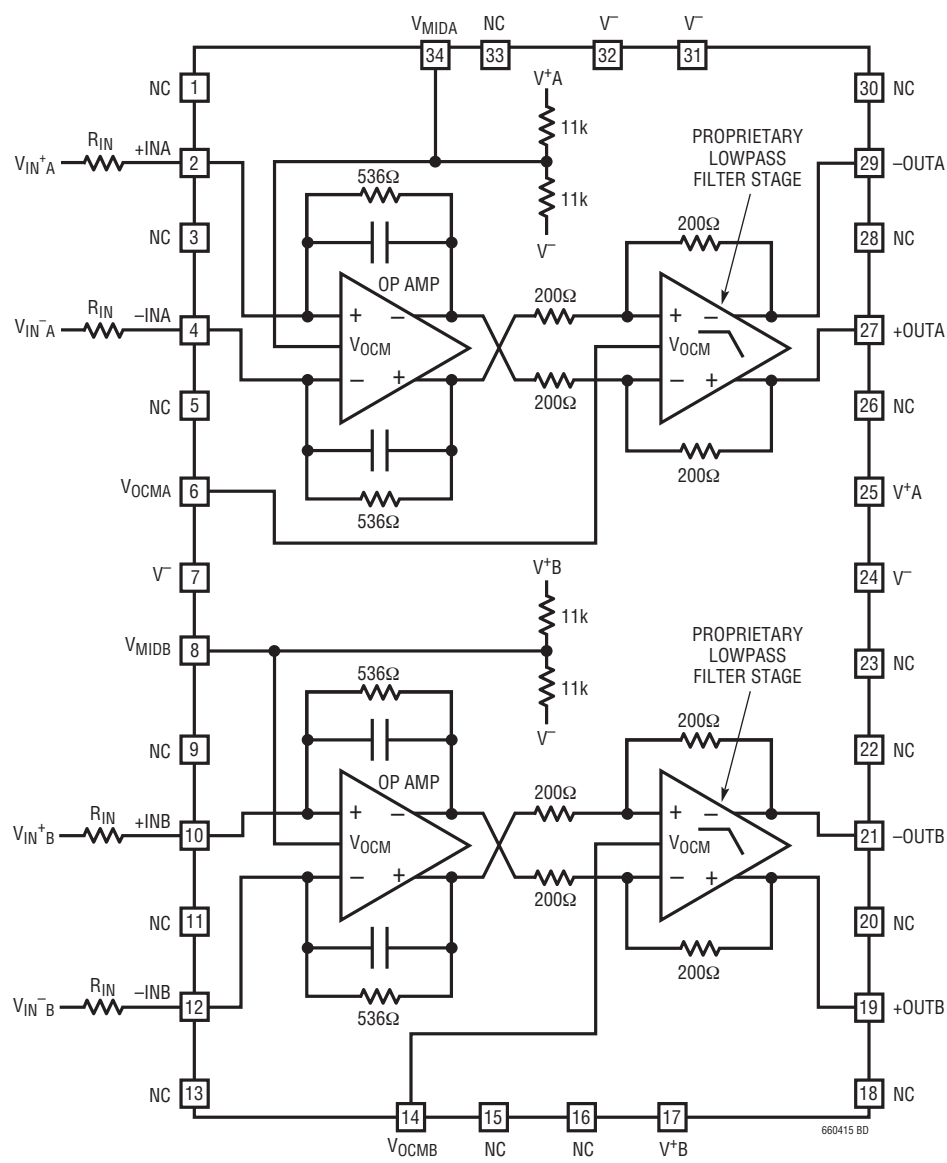 VMIDA NC V– V–
34 33 32 31
NC 1
30 NC
V+A
11k
RIN
VIN+A
+INA
2
PROPRIETARY
LOWPASS
FILTER STAGE
29 –OUTA
536Ω
11k
NC 3
V–
200Ω
28 NC
OP AMP
RIN
VIN–A
–INA
4
+ –
VOCM
– +
200Ω
200Ω
+ –
VOCM
– +
27 +OUTA
NC 5
26 NC
200Ω
VOCMA 6
536Ω
25 V+A
V– 7
V+B
24 V–
11k
VMIDB 8
PROPRIETARY
LOWPASS
FILTER STAGE
23 NC
536Ω
11k
NC 9
V–
200Ω
22 NC
OP AMP
RIN
VIN+B
+INB
10
+ –
VOCM
– +
200Ω
200Ω
+ –
VOCM
– +
21 –OUTB
NC 11
20 NC
200Ω
RIN
VIN–B
–INB
12
536Ω
19 +OUTB
NC 13
18 NC
14 15 16 17
VOCMB NC NC V+B
660415 BD